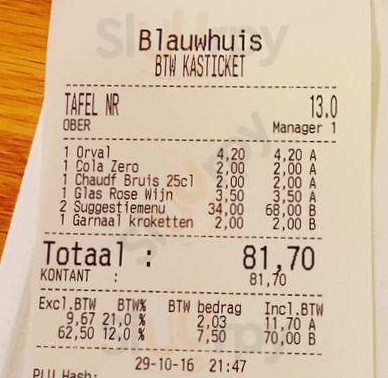 Blauwhuis
BTW KASTICKET
TAFEL NR 13.0
OBER Manager 1
1 Orval 4,20 4,20 A
1 Cola Zero 2,00 2,00 A
1 Chaudf Bruis 25cl 2,00 2,00 A
1 Glas Rose Wijn 3,50 3,50 A
2 Suggestiemenu 34,00 68,00 B
1 Garnaal kroketten 2,00 2,00 B
Totaal : 81,70
KONTANT : 81,70
Excl.BTW BTW% BTW bedrag Incl.BTW
9,67 21,0 % 2,03 11,70 A
62,50 12,0 % 7,50 70,00 B
29-10-16 21:47
PLU Hash: